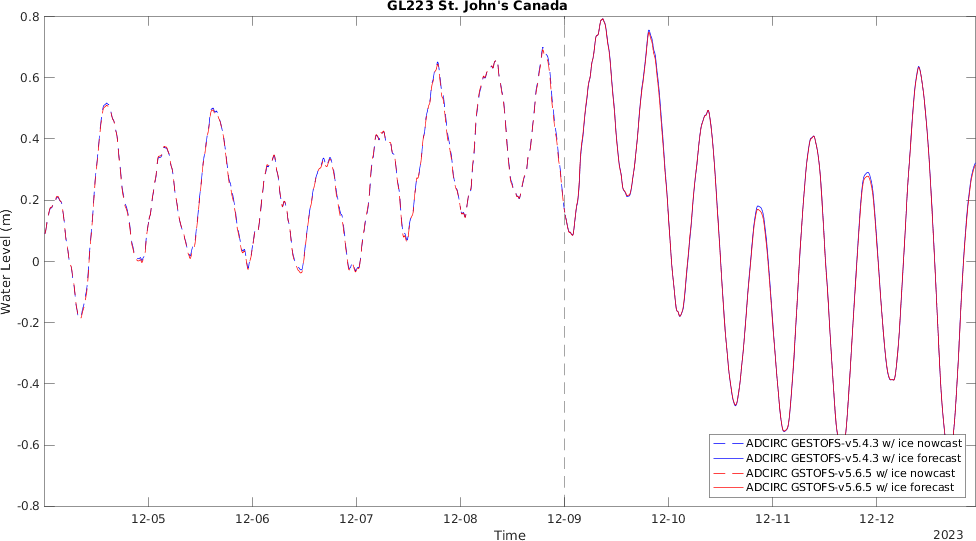 GL223 St. John's Canada
0.8
0.6
0.4
0.2
0
-0.2
-0.4
-0.6
-0.8
Water Level (m)
12-05 12-06 12-07 12-08 12-09 12-10 12-11 12-12
Time
2023
ADCIRC GESTOFS-v5.4.3 w/ ice nowcast
ADCIRC GESTOFS-v5.4.3 w/ ice forecast
ADCIRC GSTOFS-v5.6.5 w/ ice nowcast
ADCIRC GSTOFS-v5.6.5 w/ ice forecast